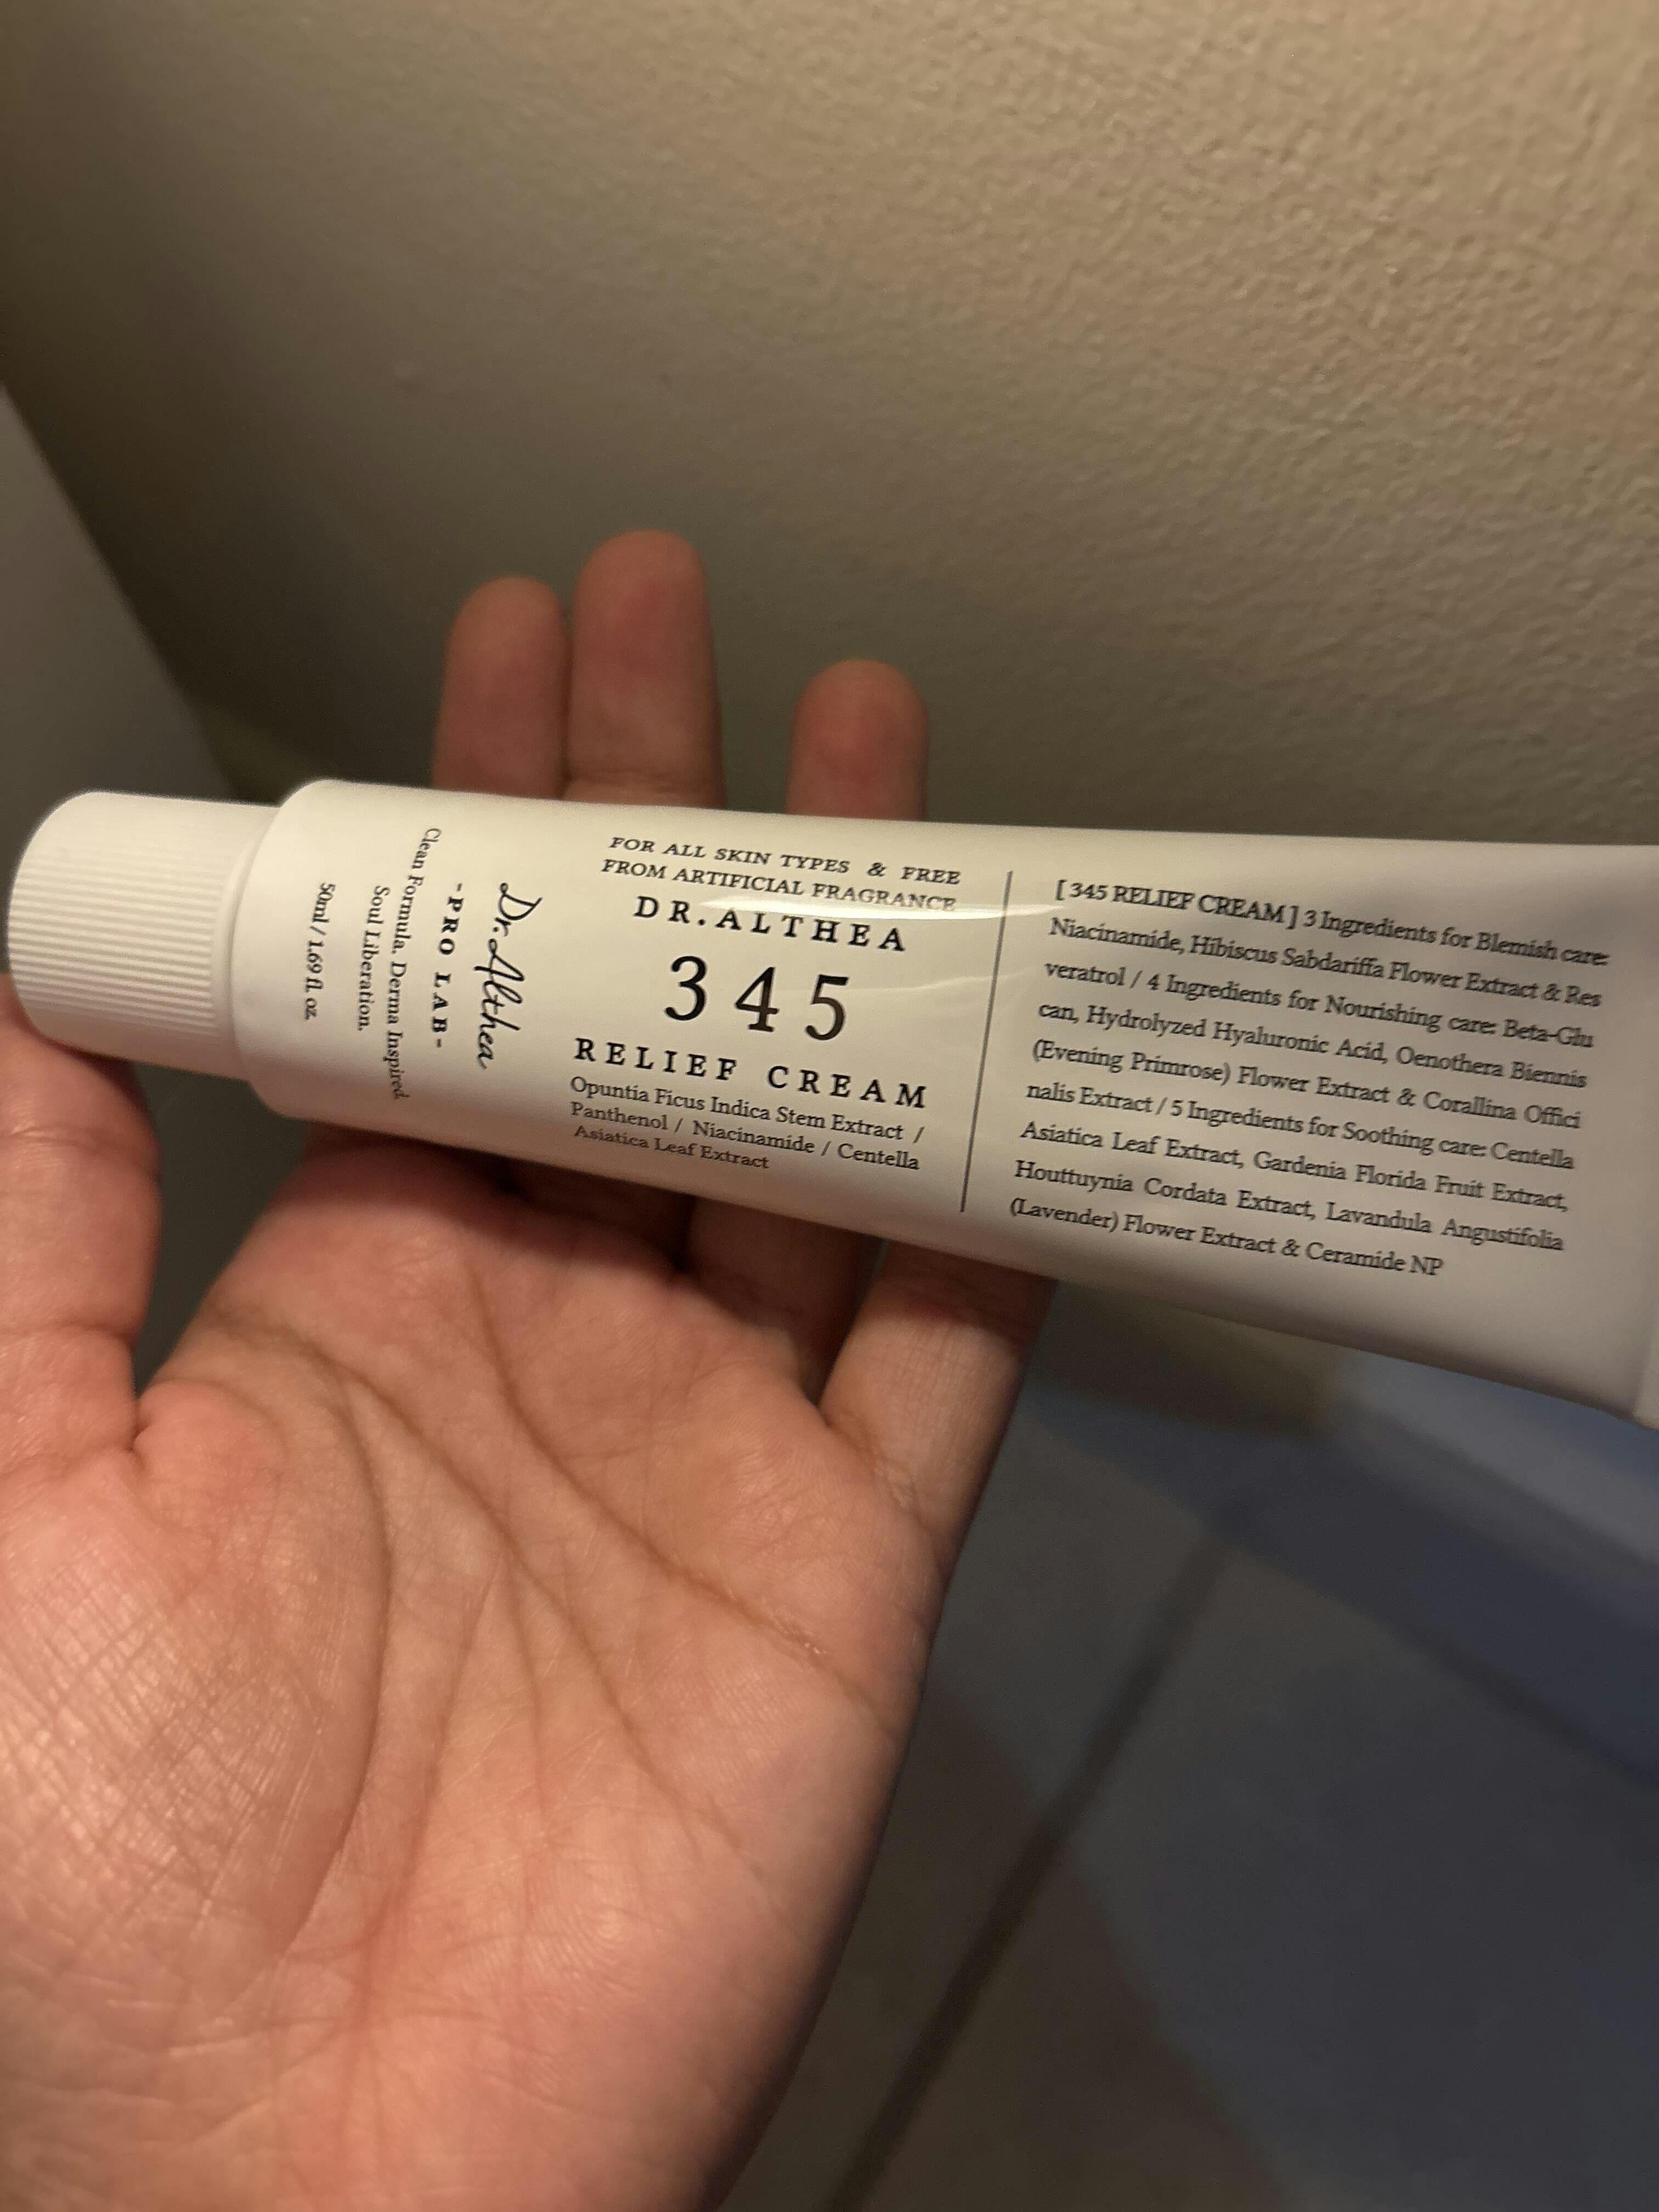 50ml / 1.69 fl. oz.
Clean Formula, Derma Inspired.
Soul Liberation.
-PRO LAB-
Dr.Althea
FOR ALL SKIN TYPES & FREE
FROM ARTIFICIAL FRAGRANCE
DR.ALTHEA
345
RELIEF CREAM
Opuntia Ficus Indica Stem Extract /
Panthenol / Niacinamide / Centella
Asiatica Leaf Extract
[ 345 RELIEF CREAM ] 3 Ingredients for Blemish care:
Niacinamide, Hibiscus Sabdariffa Flower Extract & Res
veratrol / 4 Ingredients for Nourishing care: Beta-Glu
can, Hydrolyzed Hyaluronic Acid, Oenothera Biennis
(Evening Primrose) Flower Extract & Corallina Offici
nalis Extract / 5 Ingredients for Soothing care: Centella
Asiatica Leaf Extract, Gardenia Florida Fruit Extract,
Houttuynia Cordata Extract, Lavandula Angustifolia
(Lavender) Flower Extract & Ceramide NP